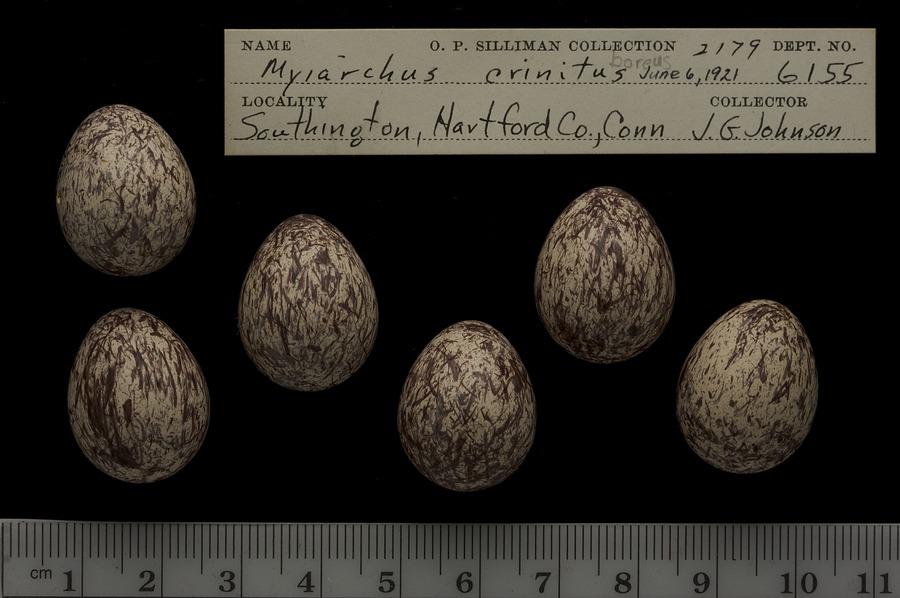 NAME O. P. SILLIMAN COLLECTION 2179 DEPT. NO.
boreus
Myiarchus crinitus June 6, 1921 6155
LOCALITY COLLECTOR
Southington, Hartford Co., Conn J. G. Johnson
cm 1 2 3 4 5 6 7 8 9 10 11